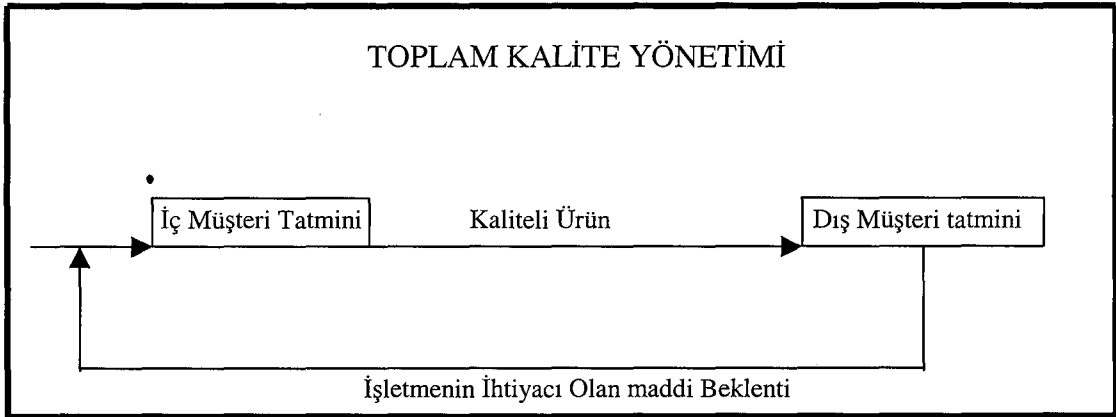 TOPLAM KALİTE YÖNETİMİ
İç Müşteri Tatmini
Kaliteli Ürün
Dış Müşteri tatmini
İşletmenin İhtiyacı Olan maddi Beklenti